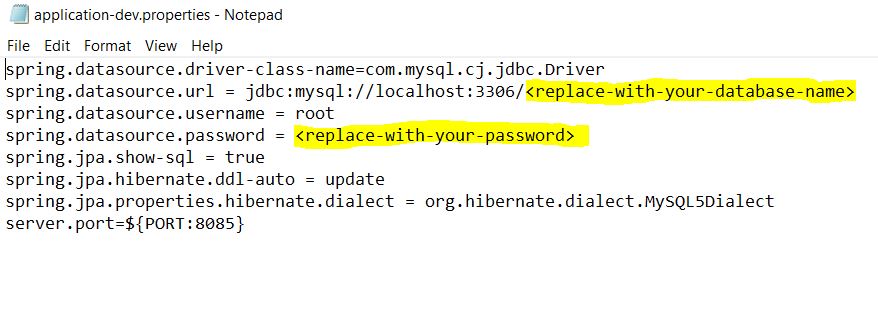 application-dev.properties - Notepad
File Edit Format View Help
spring.datasource.driver-class-name=com.mysql.cj.jdbc.Driver
spring.datasource.url = jdbc:mysql://localhost:3306/<replace-with-your-database-name>
spring.datasource.username = root
spring.datasource.password = <replace-with-your-password>
spring.jpa.show-sql = true
spring.jpa.hibernate.ddl-auto = update
spring.jpa.properties.hibernate.dialect = org.hibernate.dialect.MySQL5Dialect
server.port=${PORT:8085}